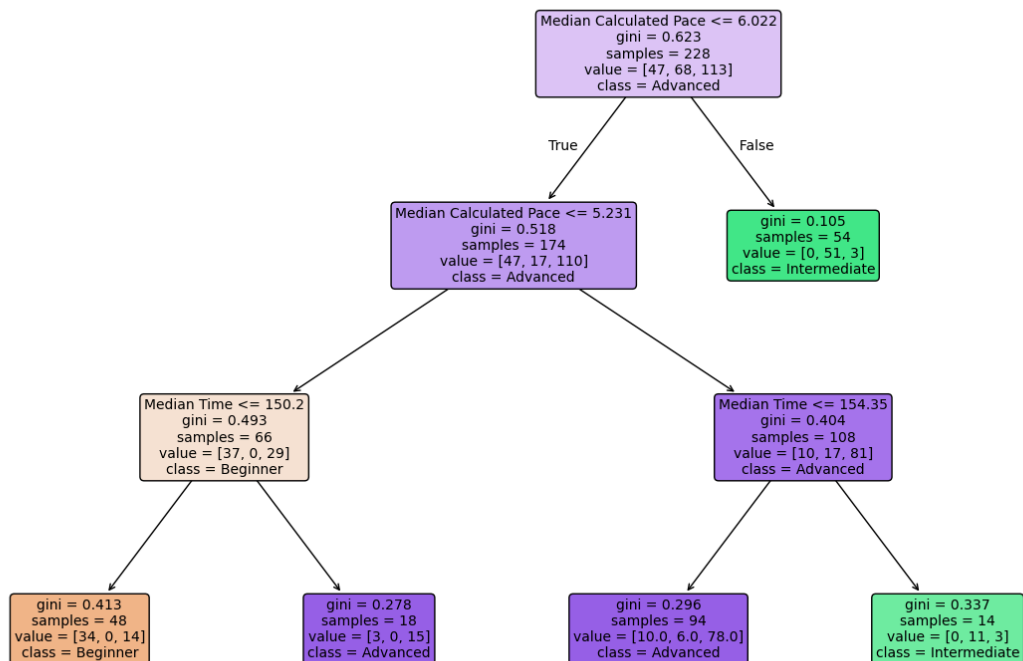 Median Calculated Pace <= 6.022
gini = 0.623
samples = 228
value = [47, 68, 113]
class = Advanced
True
False
Median Calculated Pace <= 5.231
gini = 0.518
samples = 174
value = [47, 17, 110]
class = Advanced
gini = 0.105
samples = 54
value = [0, 51, 3]
class = Intermediate
Median Time <= 150.2
gini = 0.493
samples = 66
value = [37, 0, 29]
class = Beginner
Median Time <= 154.35
gini = 0.404
samples = 108
value = [10, 17, 81]
class = Advanced
gini = 0.413
samples = 48
value = [34, 0, 14]
class = Beginner
gini = 0.278
samples = 18
value = [3, 0, 15]
class = Advanced
gini = 0.296
samples = 94
value = [10.0, 6.0, 78.0]
class = Advanced
gini = 0.337
samples = 14
value = [0, 11, 3]
class = Intermediate